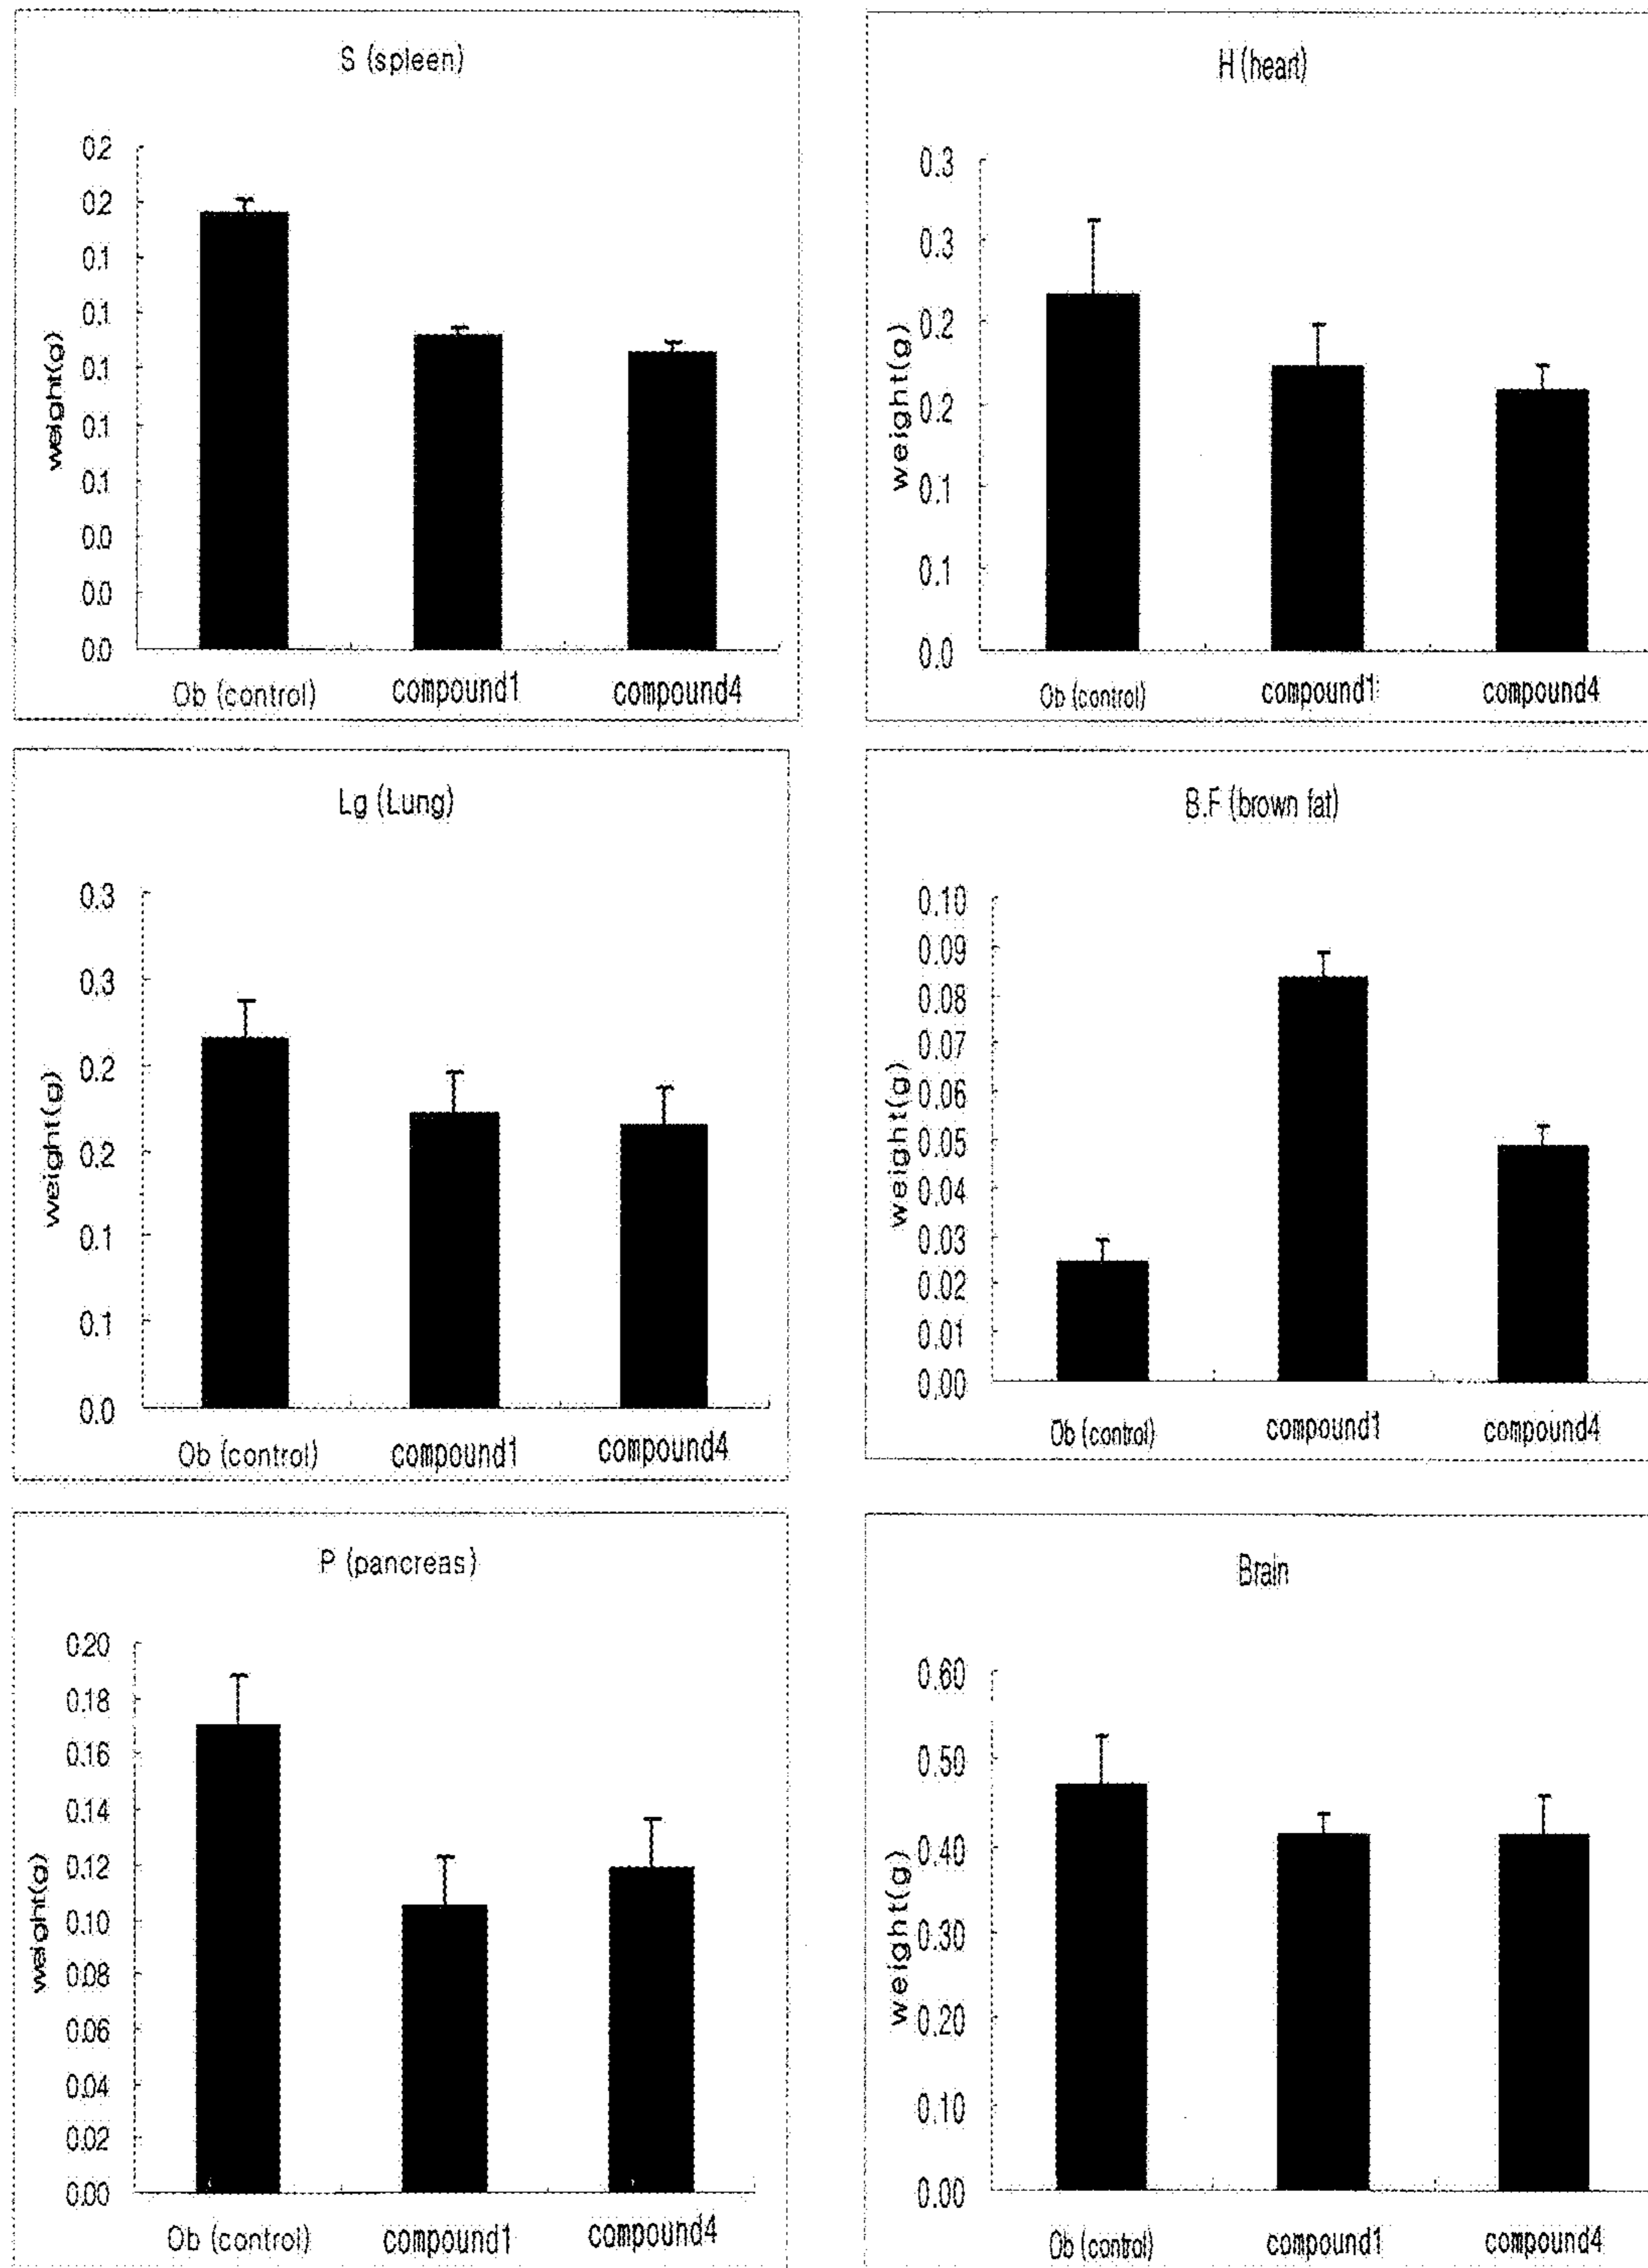 S (spleen)
0.2
0.2
0.1
0.1
0.1
0.1
0.1
0.0
0.0
0.0
weight(g)
Ob (control) compound1 compound4
H (heart)
0.3
0.3
0.2
0.2
0.1
0.1
0.0
weight(g)
Ob (control) compound1 compound4
Lg (Lung)
0.3
0.3
0.2
0.2
0.1
0.1
0.0
weight(g)
Ob (control) compound1 compound4
B.F (brown fat)
0.10
0.09
0.08
0.07
0.06
0.05
0.04
0.03
0.02
0.01
0.00
weight(g)
Ob (control) compound1 compound4
P (pancreas)
0.20
0.18
0.16
0.14
0.12
0.10
0.08
0.06
0.04
0.02
0.00
weight(g)
Ob (control) compound1 compound4
Brain
0.60
0.50
0.40
0.30
0.20
0.10
0.00
weight(g)
Ob (control) compound1 compound4